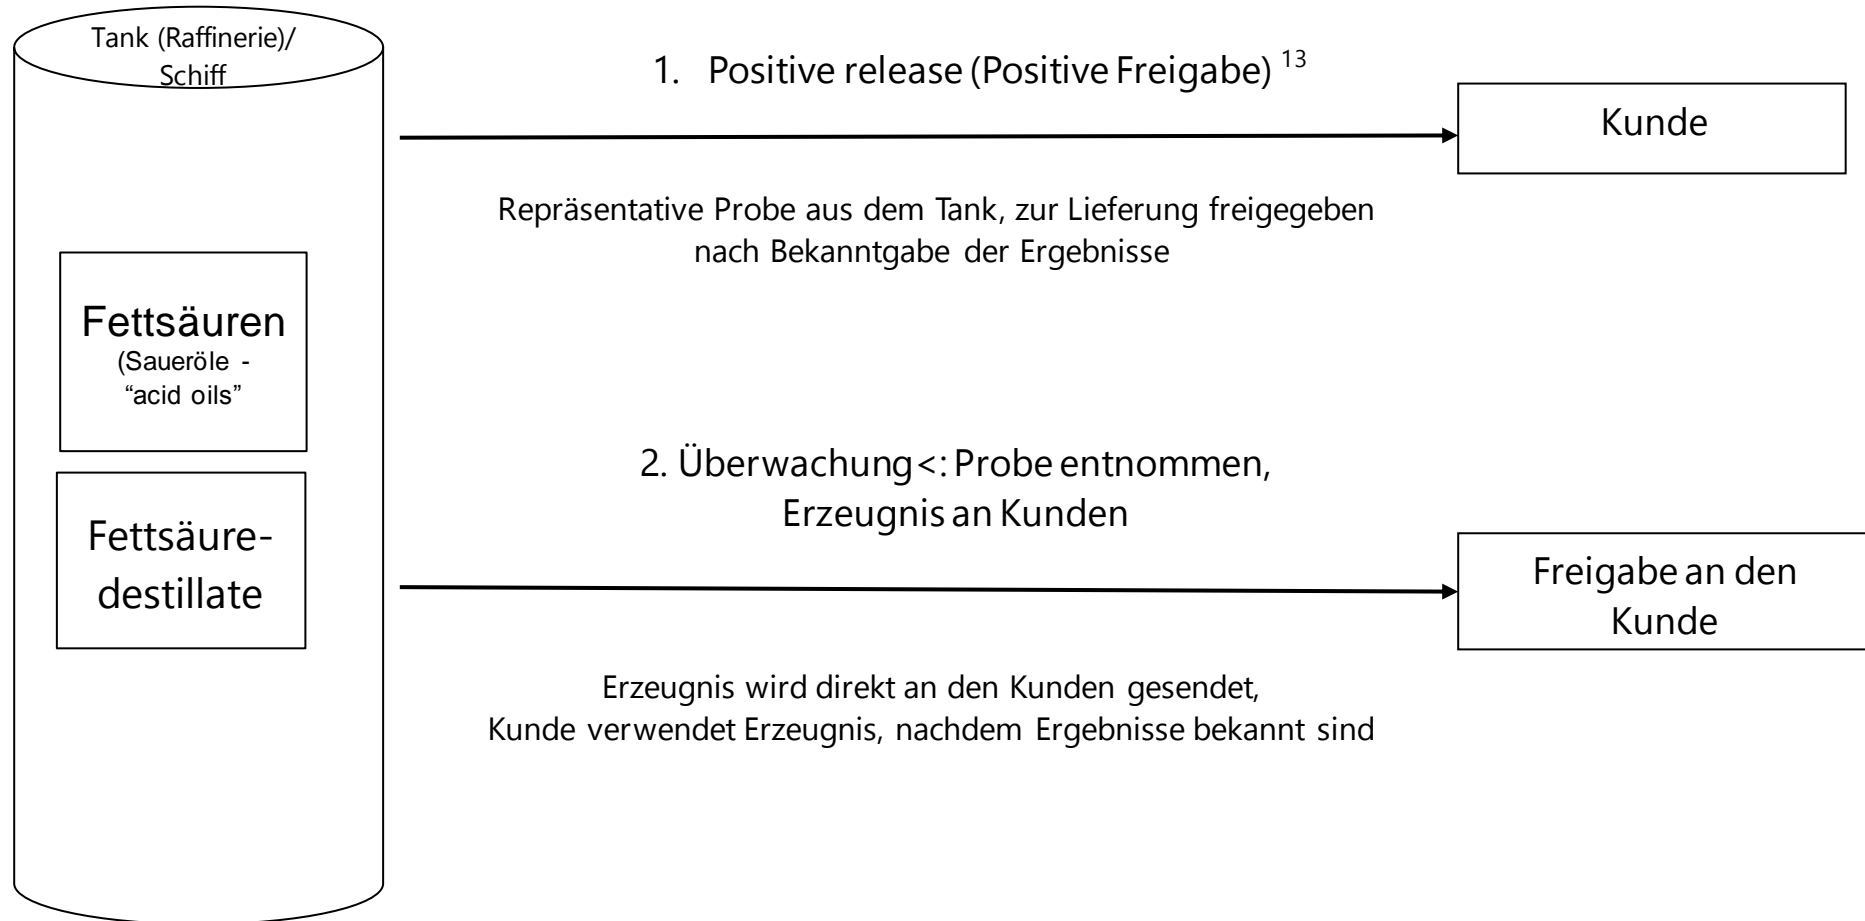 Tank (Raffinerie)/
Schiff
1. Positive release (Positive Freigabe) 13
Kunde
Repräsentative Probe aus dem Tank, zur Lieferung freigegeben
nach Bekanntgabe der Ergebnisse
Fettsäuren
(Saueröle -
“acid oils”
2. Überwachung<: Probe entnommen,
Erzeugnis an Kunden
Fettsäure-
destillate
Freigabe an den
Kunde
Erzeugnis wird direkt an den Kunden gesendet,
Kunde verwendet Erzeugnis, nachdem Ergebnisse bekannt sind